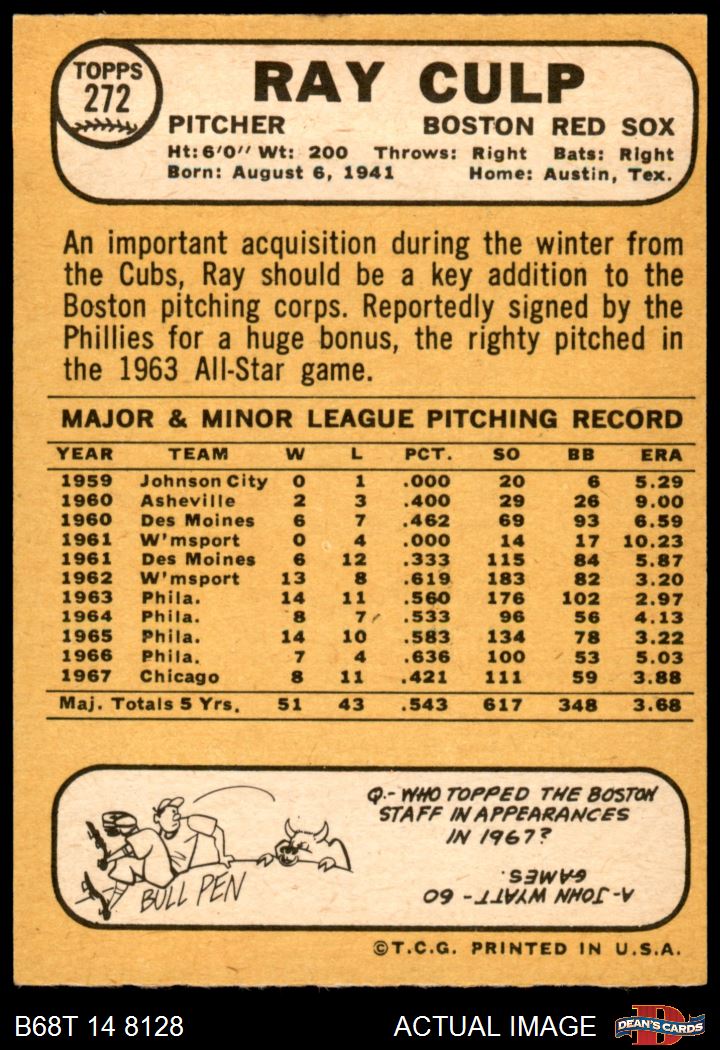 TOPPS
272
RAY CULP
PITCHER BOSTON RED SOX
Ht: 6'0" Wt: 200 Throws: Right Bats: Right
Born: August 6, 1941 Home: Austin, Tex.
An important acquisition during the winter from
the Cubs, Ray should be a key addition to the
Boston pitching corps. Reportedly signed by the
Phillies for a huge bonus, the righty pitched in
the 1963 All-Star game.
MAJOR & MINOR LEAGUE PITCHING RECORD
YEAR TEAM W L PCT. SO BB ERA
1959 Johnson City 0 1 .000 20 6 5.29
1960 Asheville 2 3 .400 29 26 9.00
1960 Des Moines 6 7 .462 69 93 6.59
1961 W'msport 0 4 .000 14 17 10.23
1961 Des Moines 6 12 .333 115 84 5.87
1962 W'msport 13 8 .619 183 82 3.20
1963 Phila. 14 11 .560 176 102 2.97
1964 Phila. 8 7 .533 96 56 4.13
1965 Phila. 14 10 .583 134 78 3.22
1966 Phila. 7 4 .636 100 53 5.03
1967 Chicago 8 11 .421 111 59 3.88
Maj. Totals 5 Yrs. 51 43 .543 617 348 3.68
Q.- WHO TOPPED THE BOSTON
STAFF IN APPEARANCES
IN 1967?
A- JOHN WYATT - 60
GAMES.
BULL PEN
©T.C.G. PRINTED IN U.S.A.
B68T 14 8128 ACTUAL IMAGE
D
DEAN'S CARDS